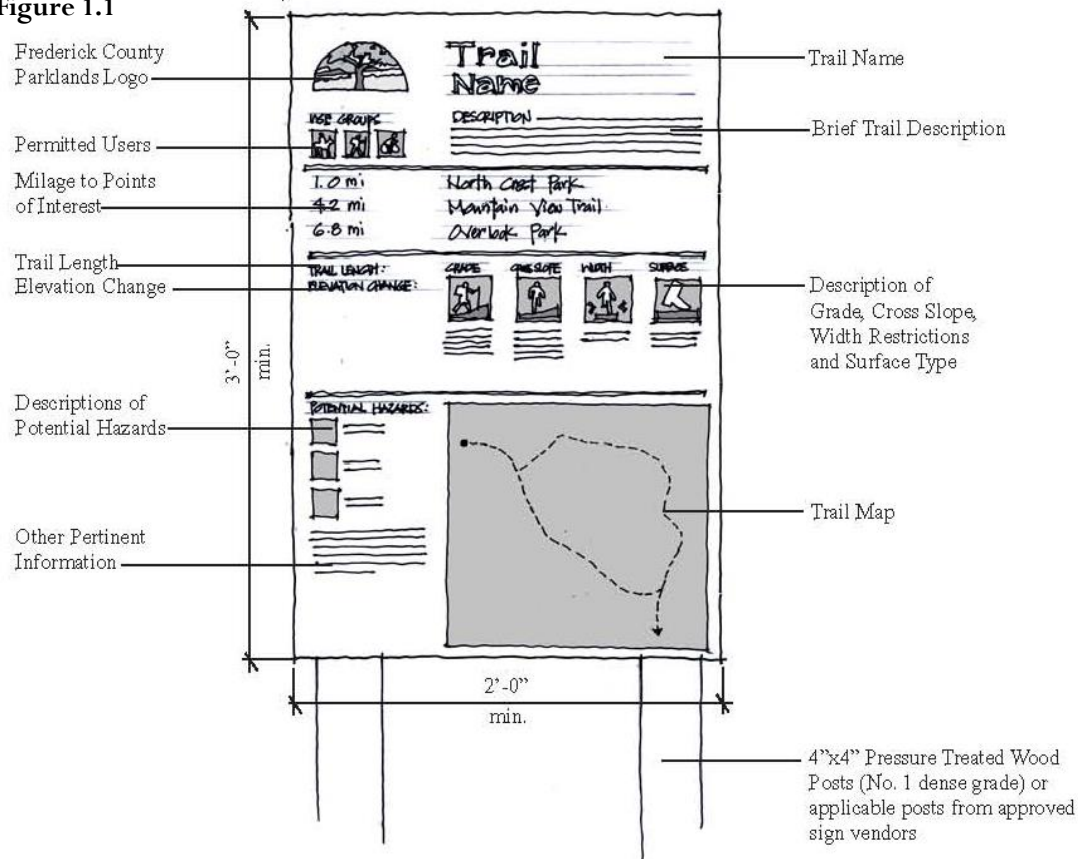 Figure 1.1
Frederick County
Parklands Logo
Trail
Name
Trail Name
USE GROUPS
DESCRIPTION
Brief Trail Description
Permitted Users
Milage to Points
of Interest
1.0 mi
4.2 mi
6.8 mi
North Crest Park
Mountain View Trail
Overlook Park
Trail Length
Elevation Change
TRAIL LENGTH:
ELEVATION CHANGE:
GRADE
CROSS SLOPE
WIDTH
SURFACE
Description of
Grade, Cross Slope,
Width Restrictions
and Surface Type
3'-0"
min.
Descriptions of
Potential Hazards
POTENTIAL HAZARDS:
Trail Map
Other Pertinent
Information
2'-0"
min.
4"x4" Pressure Treated Wood
Posts (No. 1 dense grade) or
applicable posts from approved
sign vendors